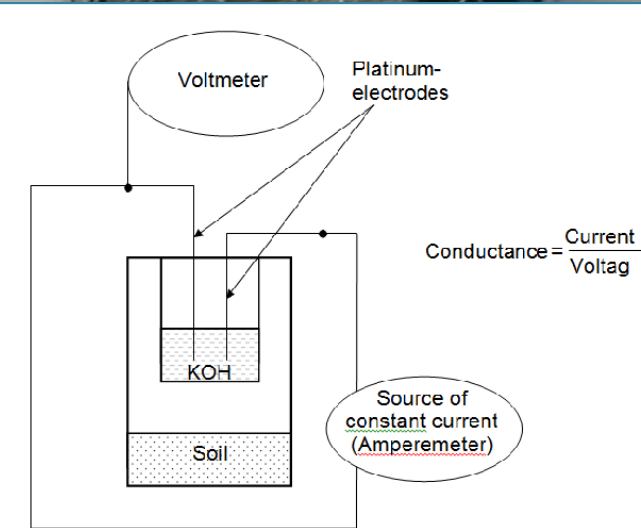 Voltmeter
Platinum-
electrodes
Conductance = Current
Voltag
KOH
Source of
constant current
(Amperemeter)
Soil